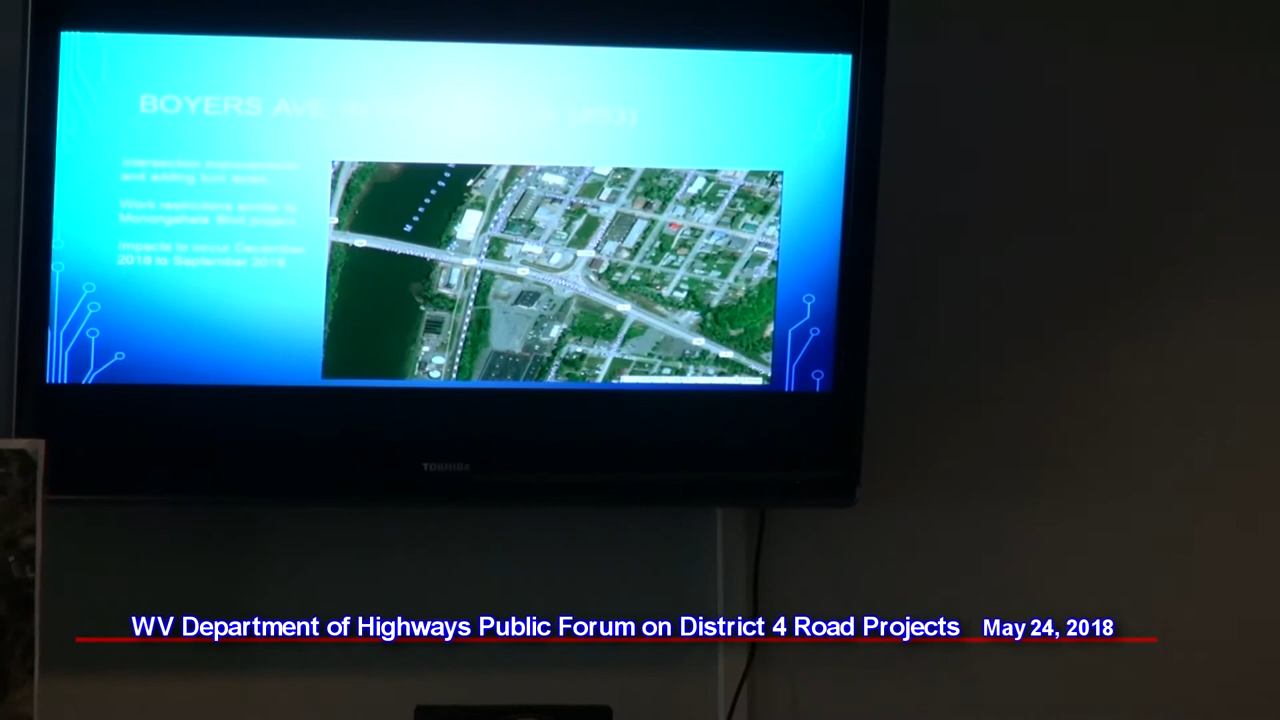 BOYERS AVE
Intersection Improvements
and adding turn lanes
Work restrictions similar to
Monongahela Blvd project
Impacts to occur December
2018 to September 2019
TOSHIBA
WV Department of Highways Public Forum on District 4 Road Projects May 24, 2018